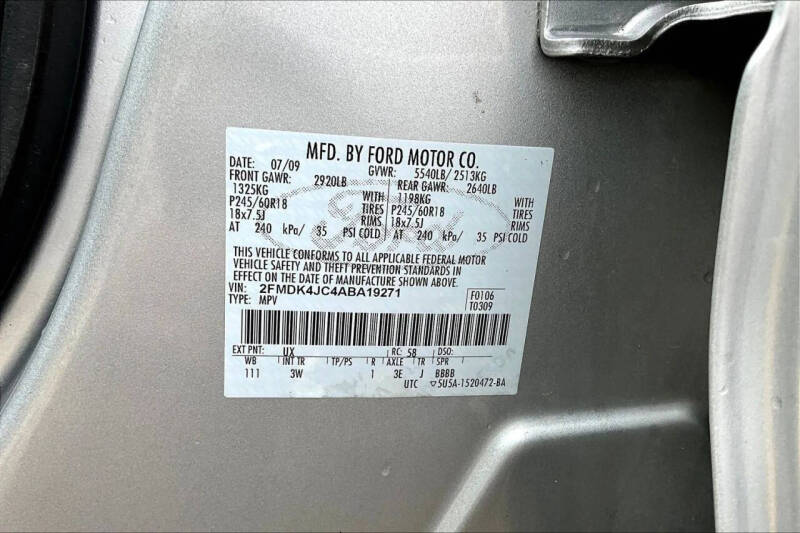 MFD. BY FORD MOTOR CO.
DATE: 07/09 GVWR: 5540LB/ 2513KG
FRONT GAWR: 2920LB REAR GAWR: 2640LB
1325KG WITH 1198KG WITH
P245/60R18 TIRES P245/60R18 TIRES
18x7.5J RIMS 18x7.5J RIMS
AT 240 kPa/ 35 PSI COLD AT 240 kPa/ 35 PSI COLD
THIS VEHICLE CONFORMS TO ALL APPLICABLE FEDERAL MOTOR
VEHICLE SAFETY AND THEFT PREVENTION STANDARDS IN
EFFECT ON THE DATE OF MANUFACTURE SHOWN ABOVE.
VIN: 2FMDK4JC4ABA19271 F0106
TYPE: MPV T0309
EXT PNT: UX RC: 58 DSO:
WB INT TR TP/PS R AXLE TR SPR
111 3W 1 3E J BBBB
UTC ▽5U5A-1520472-BA
Ford